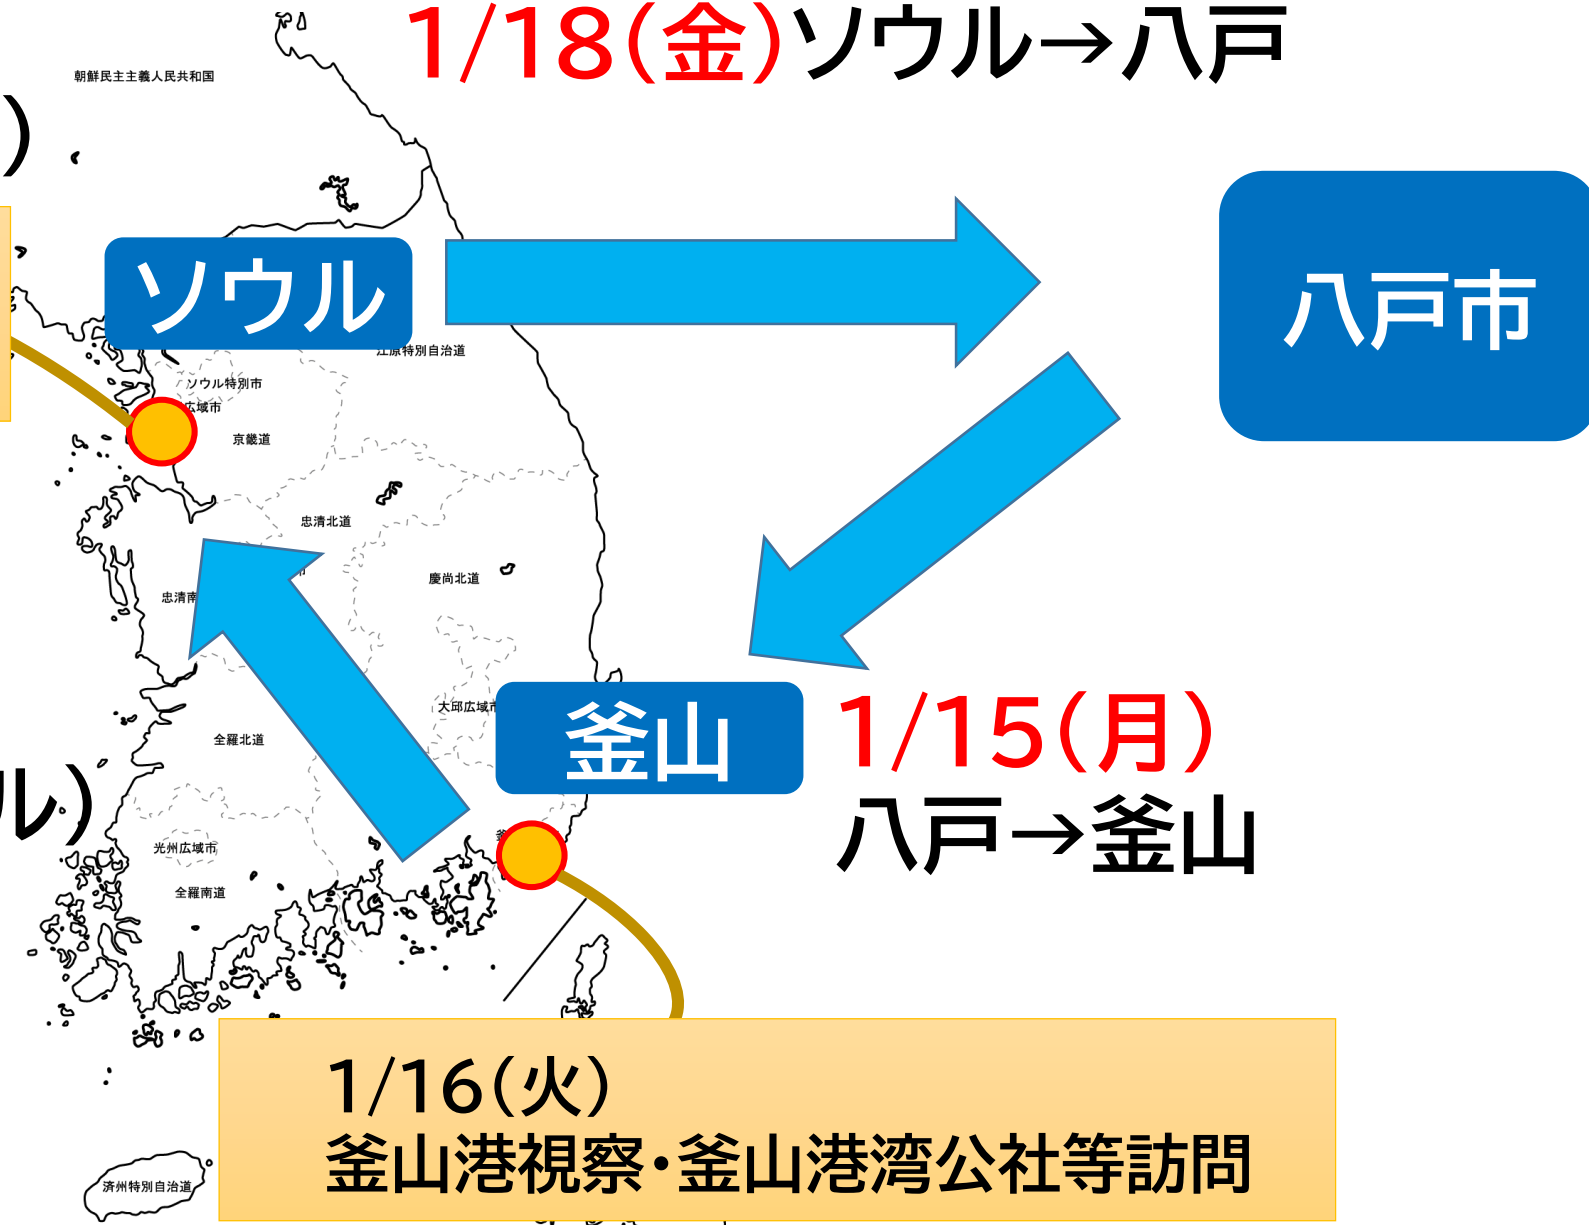 1/18(金)ソウル→八戸
朝鮮民主主義人民共和国
)
ソウル
八戸市
江原特別自治道
ソウル特別市
広域市
京畿道
忠清北道
慶尚北道
忠清南
市
大邱広域市
釜山
1/15(月)
八戸→釜山
全羅北道
ル)
釜
光州広域市
全羅南道
1/16(火)
釜山港視察・釜山港湾公社等訪問
済州特別自治道